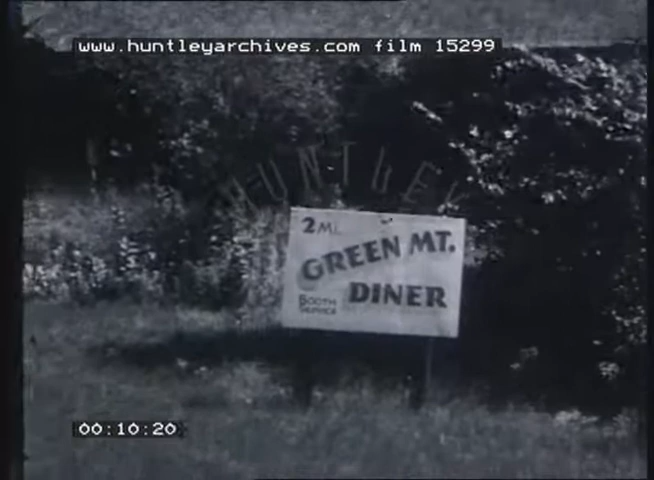 www.huntleyarchives.com film 15299
HUNTLEY
2 MI.
GREEN MT.
DINER
BOOTH
SERVICE
00:10:20